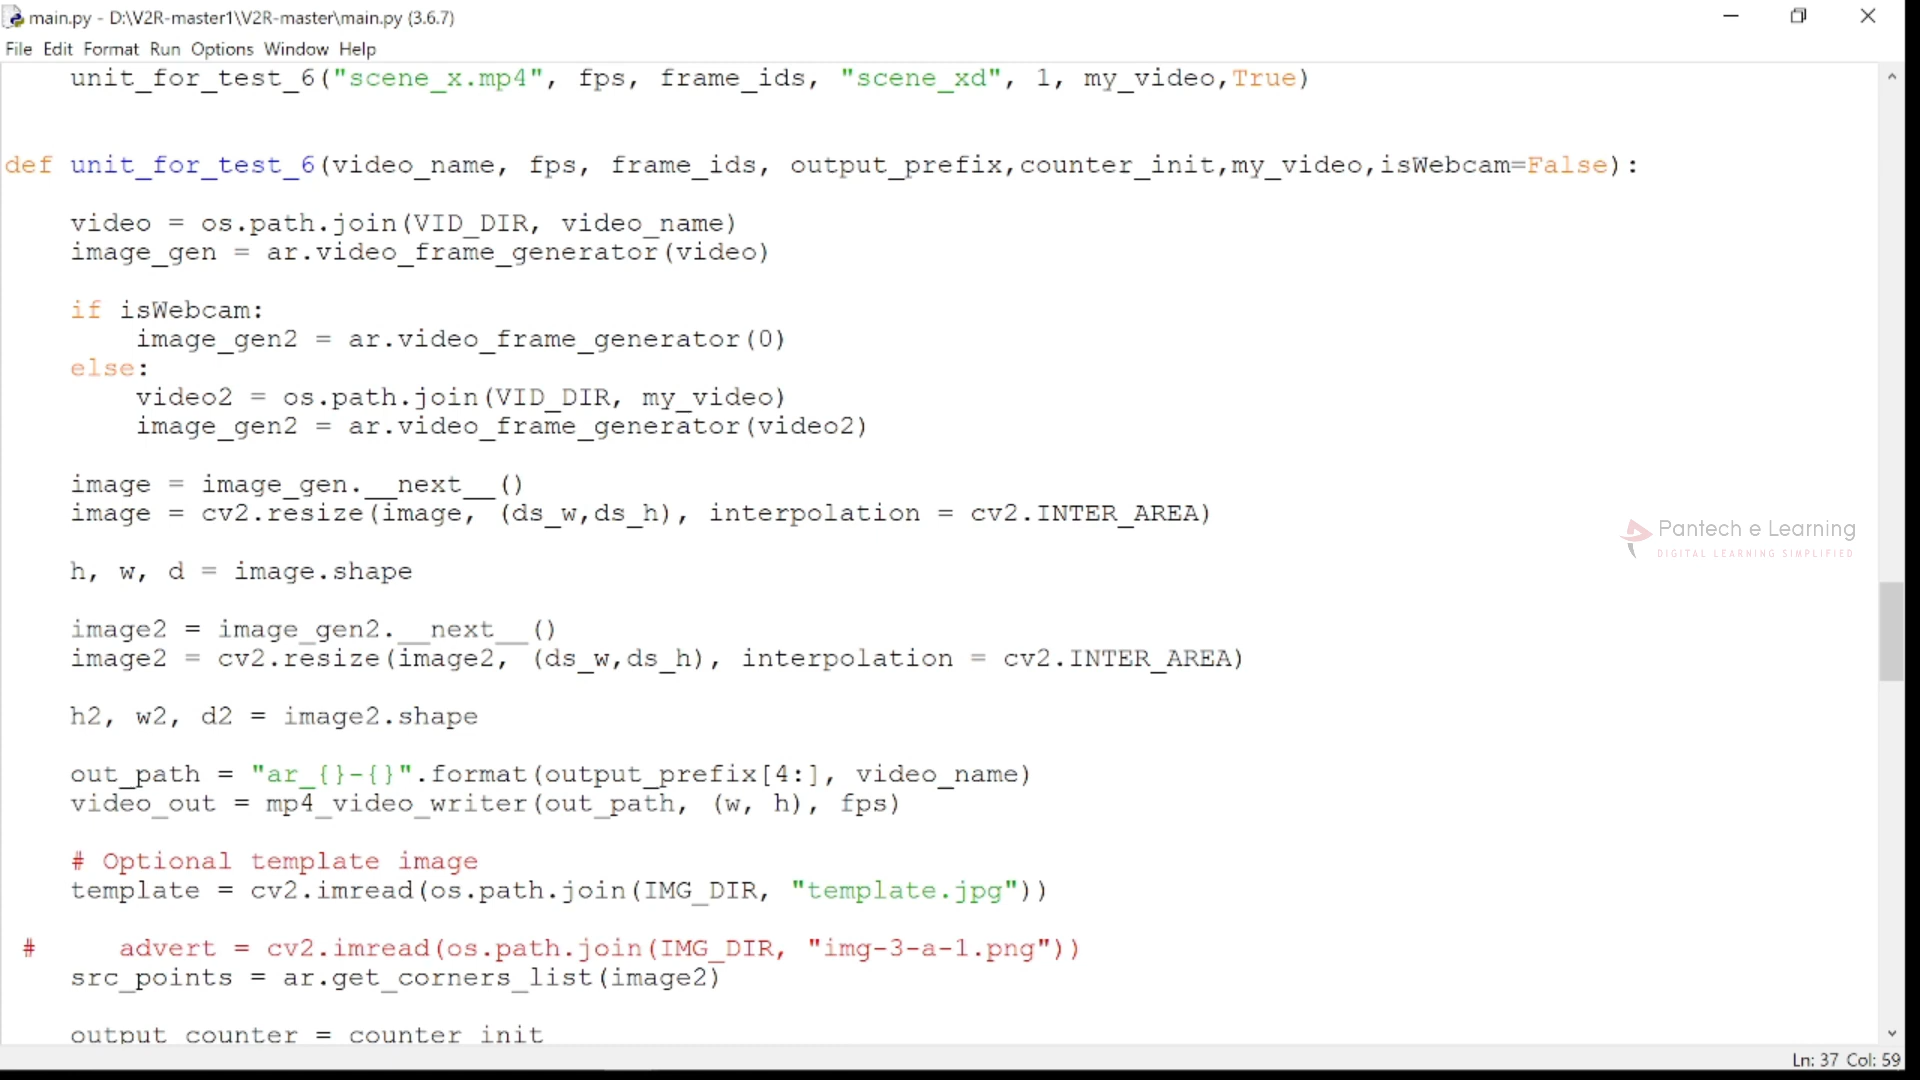 main.py - D:\V2R-master1\V2R-master\main.py (3.6.7)
File Edit Format Run Options Window Help
    unit_for_test_6("scene_x.mp4", fps, frame_ids, "scene_xd", 1, my_video,True)
def unit_for_test_6(video_name, fps, frame_ids, output_prefix,counter_init,my_video,isWebcam=False):
    video = os.path.join(VID_DIR, video_name)
    image_gen = ar.video_frame_generator(video)
    if isWebcam:
        image_gen2 = ar.video_frame_generator(0)
    else:
        video2 = os.path.join(VID_DIR, my_video)
        image_gen2 = ar.video_frame_generator(video2)
    image = image_gen.__next__()
    image = cv2.resize(image, (ds_w,ds_h), interpolation = cv2.INTER_AREA)
Pantech e Learning
DIGITAL LEARNING SIMPLIFIED
    h, w, d = image.shape
    image2 = image_gen2.__next__()
    image2 = cv2.resize(image2, (ds_w,ds_h), interpolation = cv2.INTER_AREA)
    h2, w2, d2 = image2.shape
    out_path = "ar_{}-{}".format(output_prefix[4:], video_name)
    video_out = mp4_video_writer(out_path, (w, h), fps)
    # Optional template image
    template = cv2.imread(os.path.join(IMG_DIR, "template.jpg"))
#     advert = cv2.imread(os.path.join(IMG_DIR, "img-3-a-1.png"))
    src_points = ar.get_corners_list(image2)
    output_counter = counter_init
Ln: 37 Col: 59